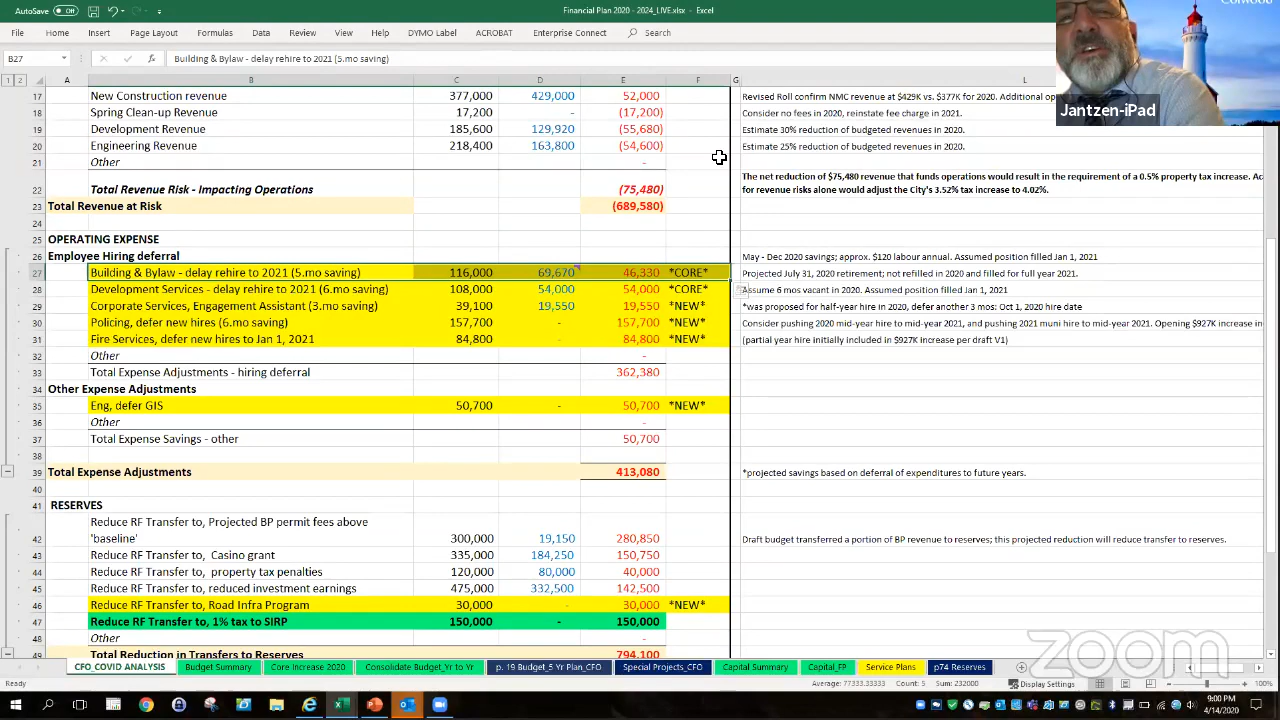 AutoSave Off Financial Plan 2020 - 2024_LIVE.xlsx - Excel
File Home Insert Page Layout Formulas Data Review View Help DYMO Label ACROBAT Foxit Reader Connect Search
B27 fx Building & Bylaw - delay rehire to 2021 (5.mo saving)
Jantzen-iPad
1 2 A B C D E F G L
17 New Construction revenue 377,000 429,000 52,000 Revised Roll confirm NMC revenue at $429K vs. $377K for 2020. Additional op
18 Spring Clean-up Revenue 17,200 - (17,200) Consider no fees in 2020, reinstate fee charge in 2021.
19 Development Revenue 185,600 129,920 (55,680) Estimate 30% reduction of budgeted revenues in 2020.
20 Engineering Revenue 218,400 163,800 (54,600) Estimate 25% reduction of budgeted revenues in 2020.
21 Other -
The net reduction of $75,480 revenue that funds operations would result in the requirement of a 0.5% property tax increase. Ac
22 Total Revenue Risk - Impacting Operations (75,480) for revenue risks alone would adjust the City's 3.52% tax increase to 4.02%.
23 Total Revenue at Risk (689,580)
24
25 OPERATING EXPENSE
26 Employee Hiring deferral May - Dec 2020 savings; approx. $120 labour annual. Assumed position filled Jan 1, 2021
27 Building & Bylaw - delay rehire to 2021 (5.mo saving) 116,000 69,670 46,330 *CORE* Projected July 31, 2020 retirement; not refilled in 2020 and filled for full year 2021.
28 Development Services - delay rehire to 2021 (6.mo saving) 108,000 54,000 54,000 *CORE* Assume 6 mos vacant in 2020. Assumed position filled Jan 1, 2021
29 Corporate Services, Engagement Assistant (3.mo saving) 39,100 19,550 19,550 *NEW* *was proposed for half-year hire in 2020, defer another 3 mos: Oct 1, 2020 hire date
30 Policing, defer new hires (6.mo saving) 157,700 - 157,700 *NEW* Consider pushing 2020 mid-year hire to mid-year 2021, and pushing 2021 muni hire to mid-year 2021. Opening $927K increase in
31 Fire Services, defer new hires to Jan 1, 2021 84,800 - 84,800 *NEW* (partial year hire initially included in $927K increase per draft V1)
32 Other -
33 Total Expense Adjustments - hiring deferral 362,380
34 Other Expense Adjustments
35 Eng, defer GIS 50,700 - 50,700 *NEW*
36 Other -
37 Total Expense Savings - other 50,700
38
39 Total Expense Adjustments 413,080 *projected savings based on deferral of expenditures to future years.
40
41 RESERVES
Reduce RF Transfer to, Projected BP permit fees above
42 'baseline' 300,000 19,150 280,850 Draft budget transferred a portion of BP revenue to reserves; this projected reduction will reduce transfer to reserves.
43 Reduce RF Transfer to, Casino grant 335,000 184,250 150,750
44 Reduce RF Transfer to, property tax penalties 120,000 80,000 40,000
45 Reduce RF Transfer to, reduced investment earnings 475,000 332,500 142,500
46 Reduce RF Transfer to, Road Infra Program 30,000 - 30,000 *NEW*
47 Reduce RF Transfer to, 1% tax to SIRP 150,000 - 150,000
48 Other -
49 Total Reduction in Transfers to Reserves 794,100
zoom
CFO_COVID ANALYSIS Budget Summary Core Increase 2020 Consolidate Budget_Yr to Yr p. 19 Budget_5 Yr Plan_CFO Special Projects_CFO Capital Summary Capital_FP Service Plans p74 Reserves
Ready Average: 77333.33333 Count: 5 Sum: 232000 Display Settings 100%
9:00 PM
4/14/2020